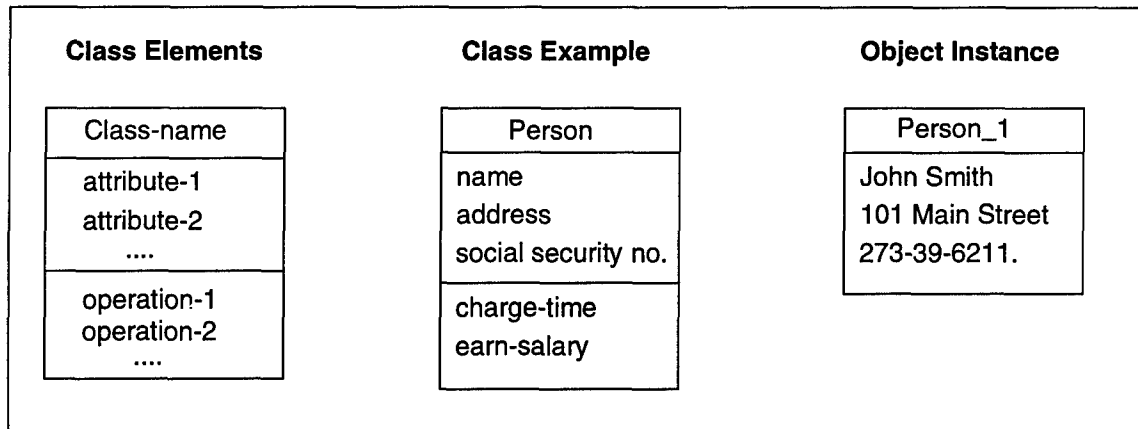 Class Elements
Class-name
attribute-1
attribute-2
....
operation-1
operation-2
....
Class Example
Person
name
address
social security no.
charge-time
earn-salary
Object Instance
Person_1
John Smith
101 Main Street
273-39-6211.